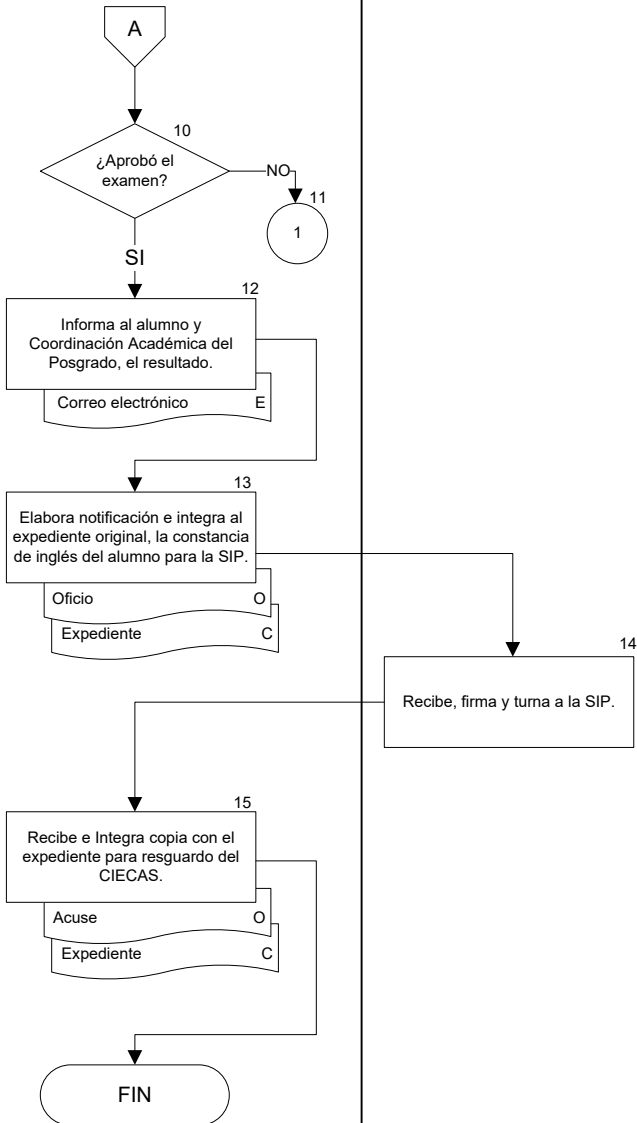 A
10
¿Aprobó el
examen?
NO
11
1
SI
12
Informa al alumno y
Coordinación Académica del
Posgrado, el resultado.
Correo electrónico E
13
Elabora notificación e integra al
expediente original, la constancia
de inglés del alumno para la SIP.
Oficio O
Expediente C
14
Recibe, firma y turna a la SIP.
15
Recibe e Integra copia con el
expediente para resguardo del
CIECAS.
Acuse O
Expediente C
FIN